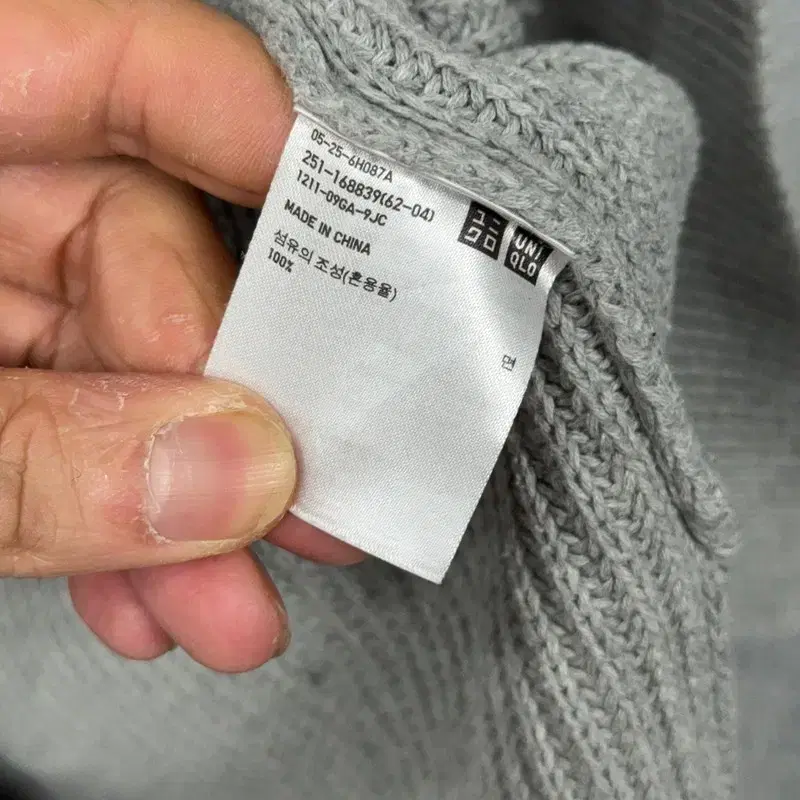 05-25-6H087A
251-168839(62-04)
1211-09GA-9JC
MADE IN CHINA
섬유의 조성(혼용율)
100%
면
ユニ
クロ
UNI
QLO